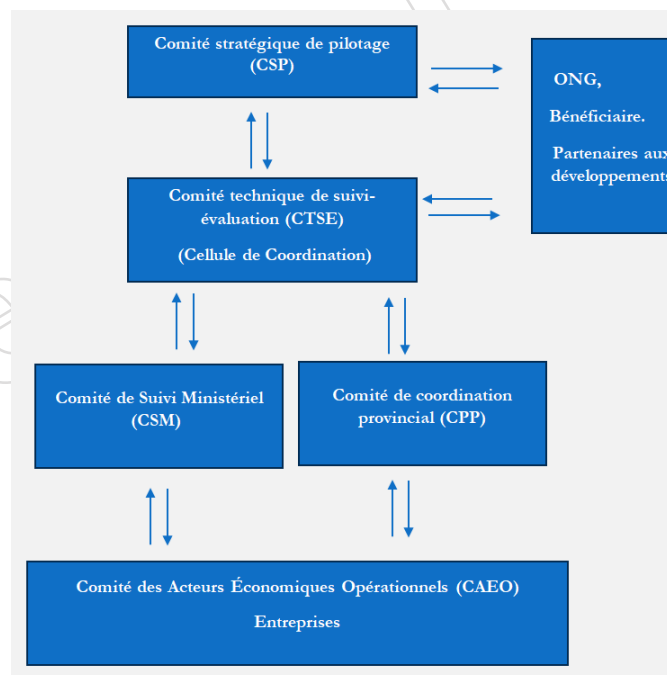 Comité stratégique de pilotage
(CSP)
ONG,
Bénéficiaire.
Partenaires aux
développements
Comité technique de suivi-
évaluation (CTSE)
(Cellule de Coordination)
Comité de Suivi Ministériel
(CSM)
Comité de coordination
provincial (CPP)
Comité des Acteurs Économiques Opérationnels (CAEO)
Entreprises